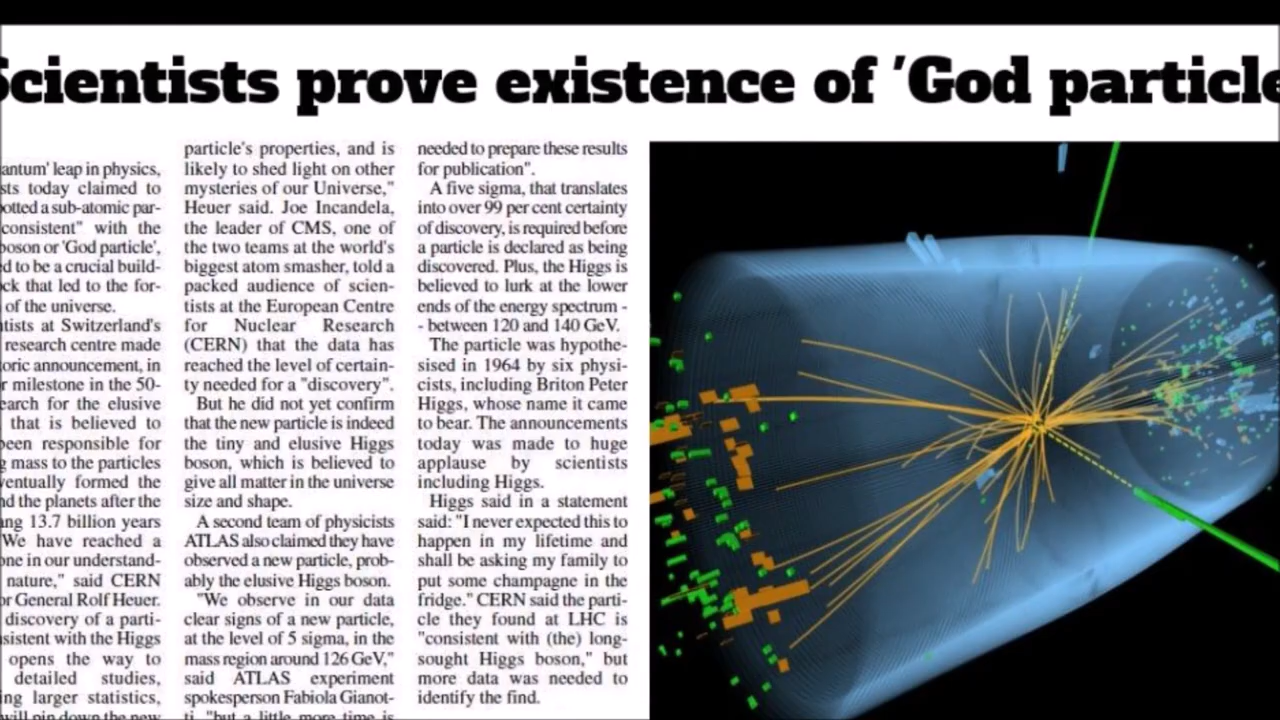 Scientists prove existence of 'God particle
antum' leap in physics,
sts today claimed to
otted a sub-atomic par-
consistent" with the
boson or 'God particle',
ed to be a crucial build-
ck that led to the for-
of the universe.
tists at Switzerland's
research centre made
oric announcement, in
r milestone in the 50-
earch for the elusive
that is believed to
been responsible for
g mass to the particles
ventually formed the
nd the planets after the
ang 13.7 billion years
We have reached a
one in our understand-
nature," said CERN
or General Rolf Heuer.
discovery of a parti-
nsistent with the Higgs
opens the way to
detailed studies,
ing larger statistics,
will pin down the new
particle's properties, and is
likely to shed light on other
mysteries of our Universe,"
Heuer said. Joe Incandela,
the leader of CMS, one of
the two teams at the world's
biggest atom smasher, told a
packed audience of scien-
tists at the European Centre
for Nuclear Research
(CERN) that the data has
reached the level of certain-
ty needed for a "discovery".
But he did not yet confirm
that the new particle is indeed
the tiny and elusive Higgs
boson, which is believed to
give all matter in the universe
size and shape.
A second team of physicists
ATLAS also claimed they have
observed a new particle, prob-
ably the elusive Higgs boson.
"We observe in our data
clear signs of a new particle,
at the level of 5 sigma, in the
mass region around 126 GeV,"
said ATLAS experiment
spokesperson Fabiola Gianot-
ti, "but a little more time is
needed to prepare these results
for publication".
A five sigma, that translates
into over 99 per cent certainty
of discovery, is required before
a particle is declared as being
discovered. Plus, the Higgs is
believed to lurk at the lower
ends of the energy spectrum -
- between 120 and 140 GeV.
The particle was hypothe-
sised in 1964 by six physi-
cists, including Briton Peter
Higgs, whose name it came
to bear. The announcements
today was made to huge
applause by scientists
including Higgs.
Higgs said in a statement
said: "I never expected this to
happen in my lifetime and
shall be asking my family to
put some champagne in the
fridge." CERN said the parti-
cle they found at LHC is
"consistent with (the) long-
sought Higgs boson," but
more data was needed to
identify the find.